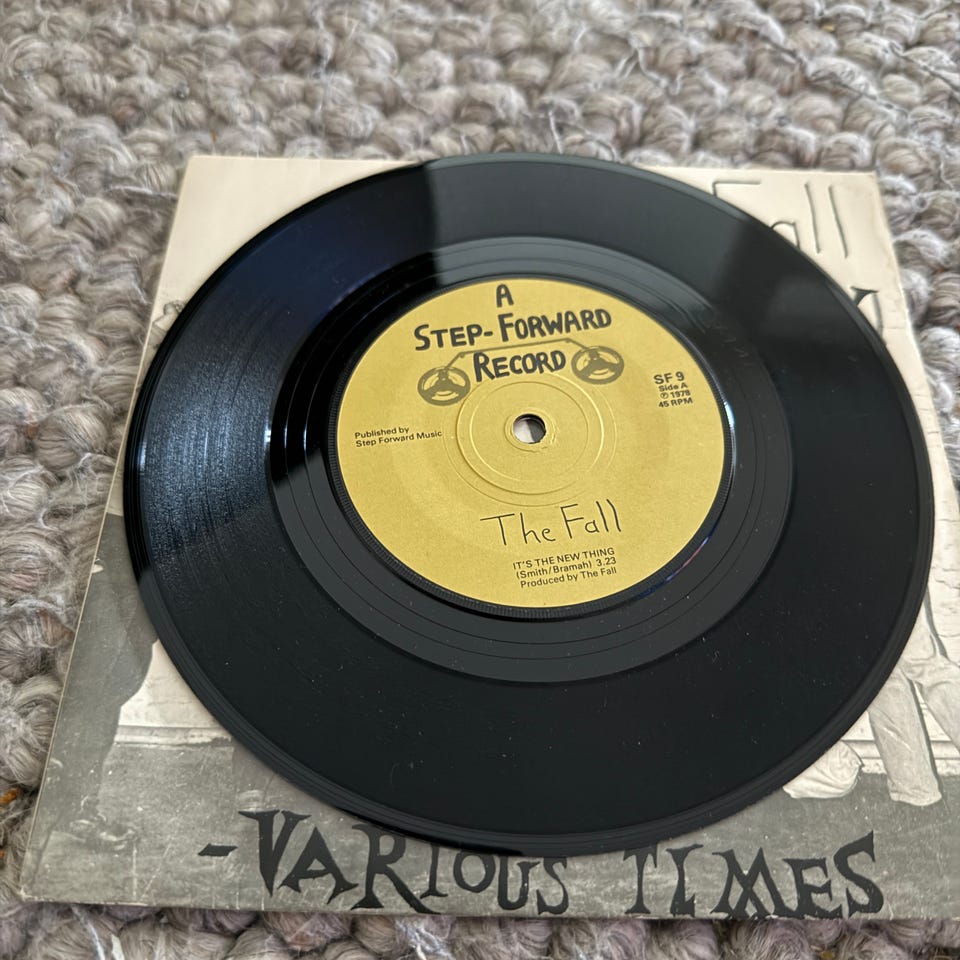 Fall
A
STEP-FORWARD
RECORD
SF 9
Side A
℗ 1978
45 RPM
Published by
Step Forward Music
The Fall
IT'S THE NEW THING
(Smith/Bramah) 3.23
Produced by The Fall
-VARIOUS TIMES